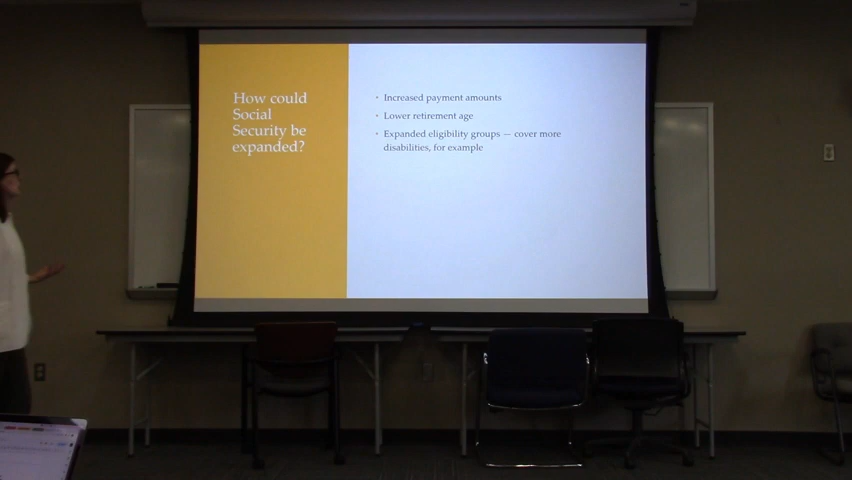 How could
Social
Security be
expanded?
• Increased payment amounts
• Lower retirement age
• Expanded eligibility groups — cover more
disabilities, for example